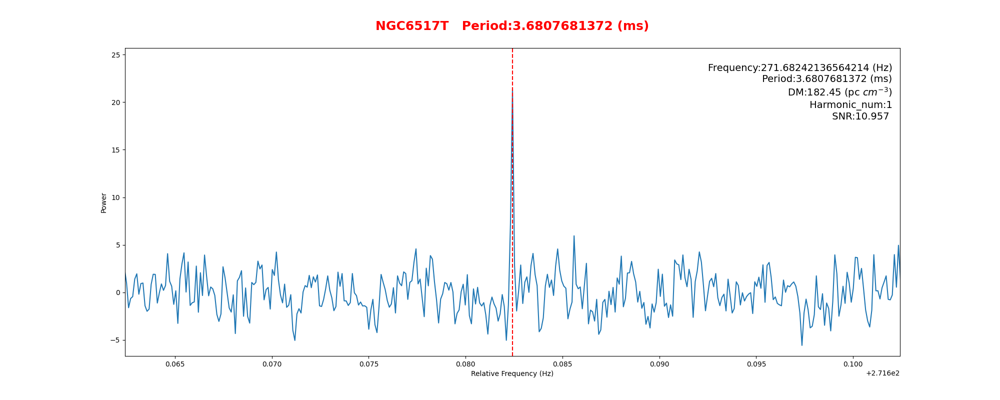 NGC6517T   Period:3.6807681372 (ms)
25
20
15
10
5
0
−5
Power
Frequency:271.68242136564214 (Hz)
Period:3.6807681372 (ms)
DM:182.45 (pc cm⁻³)
Harmonic_num:1
SNR:10.957
0.065 0.070 0.075 0.080 0.085 0.090 0.095 0.100
Relative Frequency (Hz)
+2.716e2